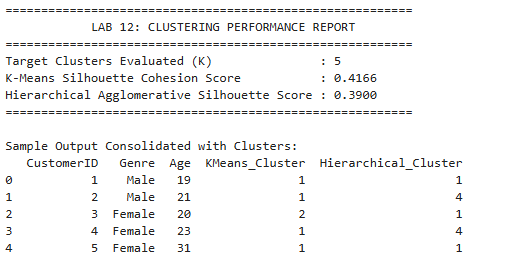 =======================================================
LAB 12: CLUSTERING PERFORMANCE REPORT
=======================================================
Target Clusters Evaluated (K) : 5
K-Means Silhouette Cohesion Score : 0.4166
Hierarchical Agglomerative Silhouette Score : 0.3900
=======================================================
Sample Output Consolidated with Clusters:
CustomerID Genre Age KMeans_Cluster Hierarchical_Cluster
0 1 Male 19 1 1
1 2 Male 21 1 4
2 3 Female 20 2 1
3 4 Female 23 1 4
4 5 Female 31 1 1